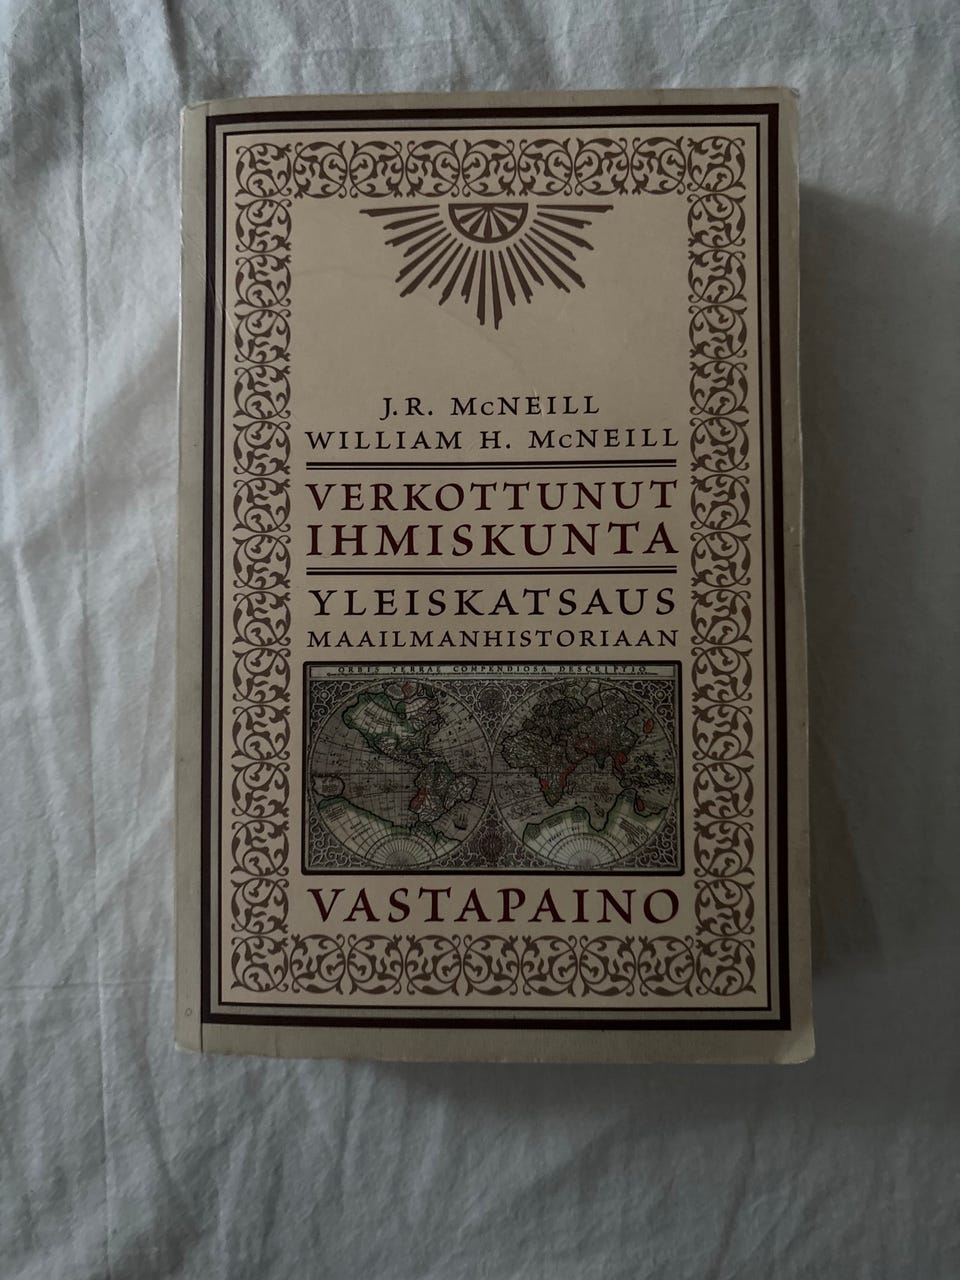 J.R. McNEILL
WILLIAM H. McNEILL
VERKOTTUNUT
IHMISKUNTA
YLEISKATSAUS
MAAILMANHISTORIAAN
ORBIS TERRAE COMPENDIOSA DESCRIPTIO
VASTAPAINO